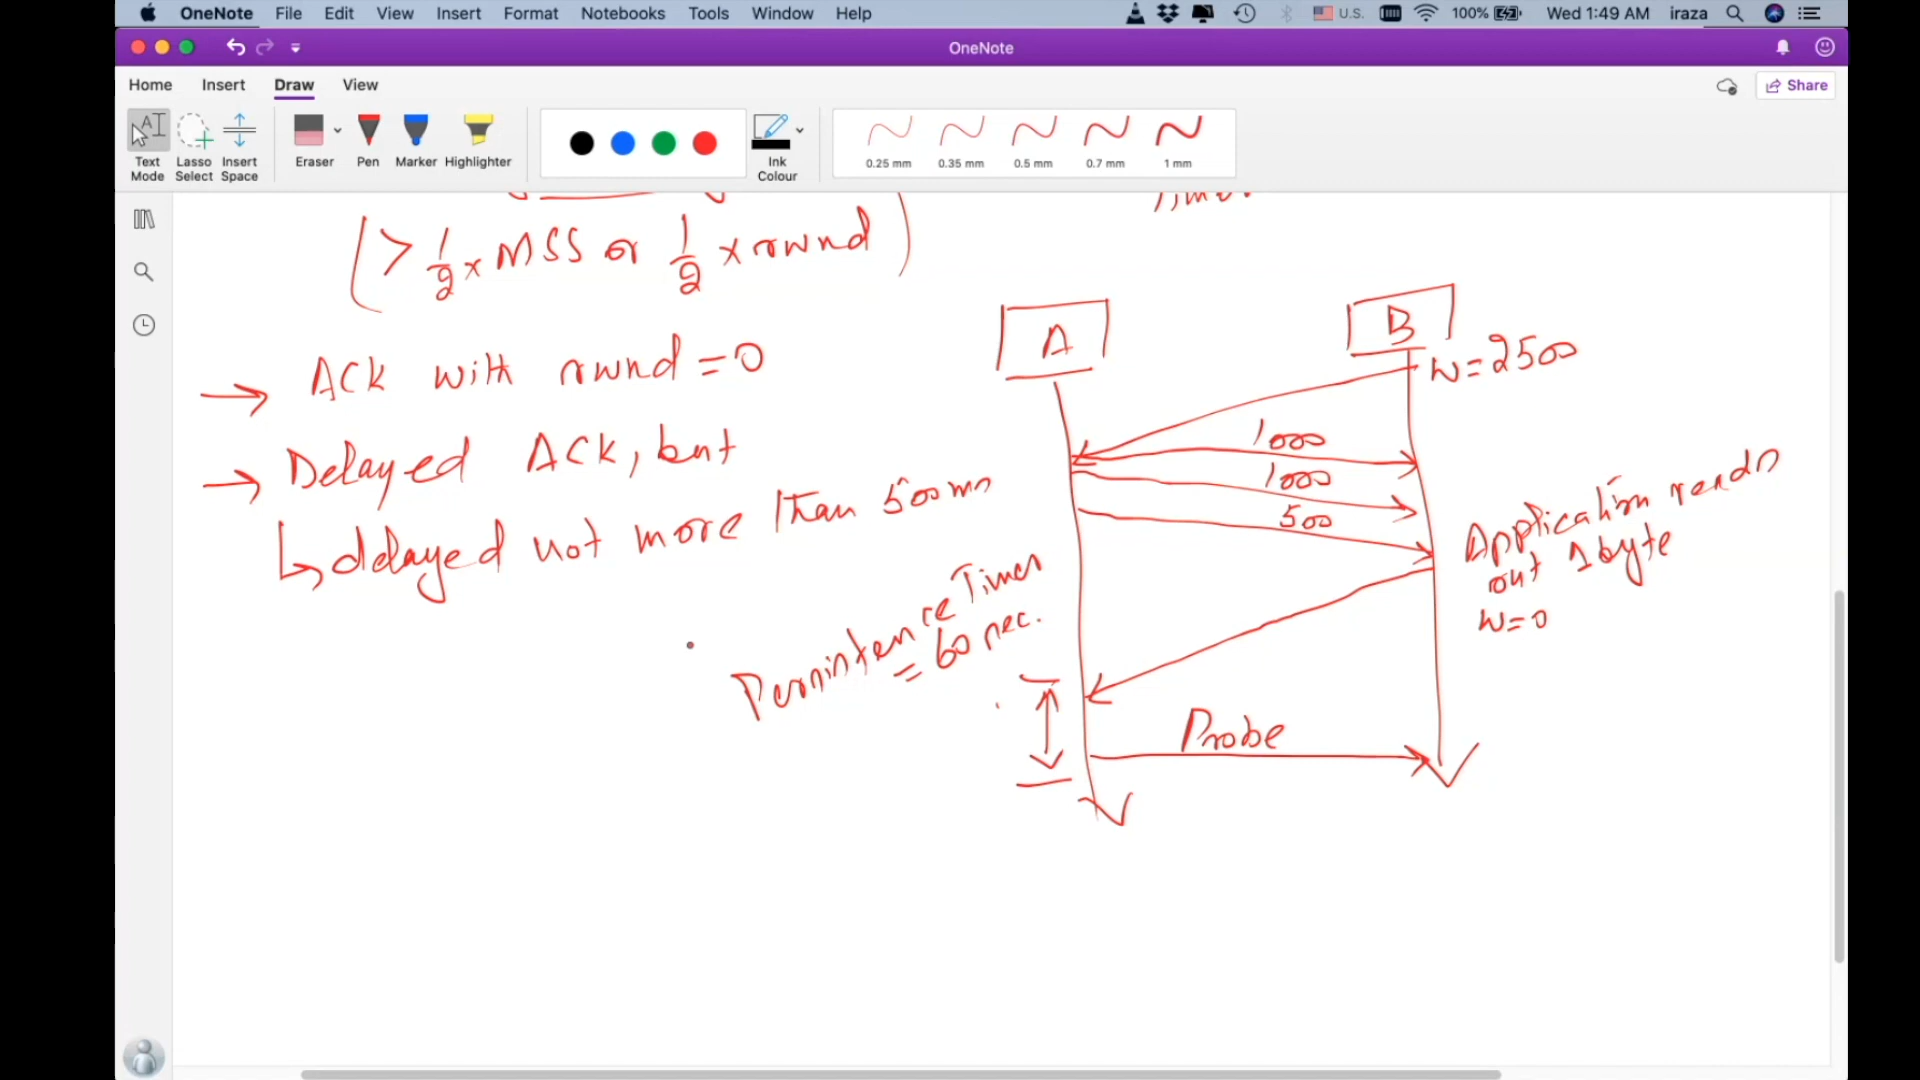 OneNote File Edit View Insert Format Notebooks Tools Window Help
U.S. 100% Wed 1:49 AM iraza
OneNote
Home Insert Draw View
Share
Text Mode
Lasso Select
Insert Space
Eraser
Pen
Marker
Highlighter
Ink Colour
0.25 mm 0.35 mm 0.5 mm 0.7 mm 1 mm
( > 1/2 x MSS or 1/2 x rwnd )
→ ACK with rwnd = 0
→ Delayed ACK, but
↳ delayed not more than 500 ms
A
B
W = 2500
1000
1000
500
Application reads
out 1 byte
W = 0
Persistence Timer
= 60 sec.
Probe